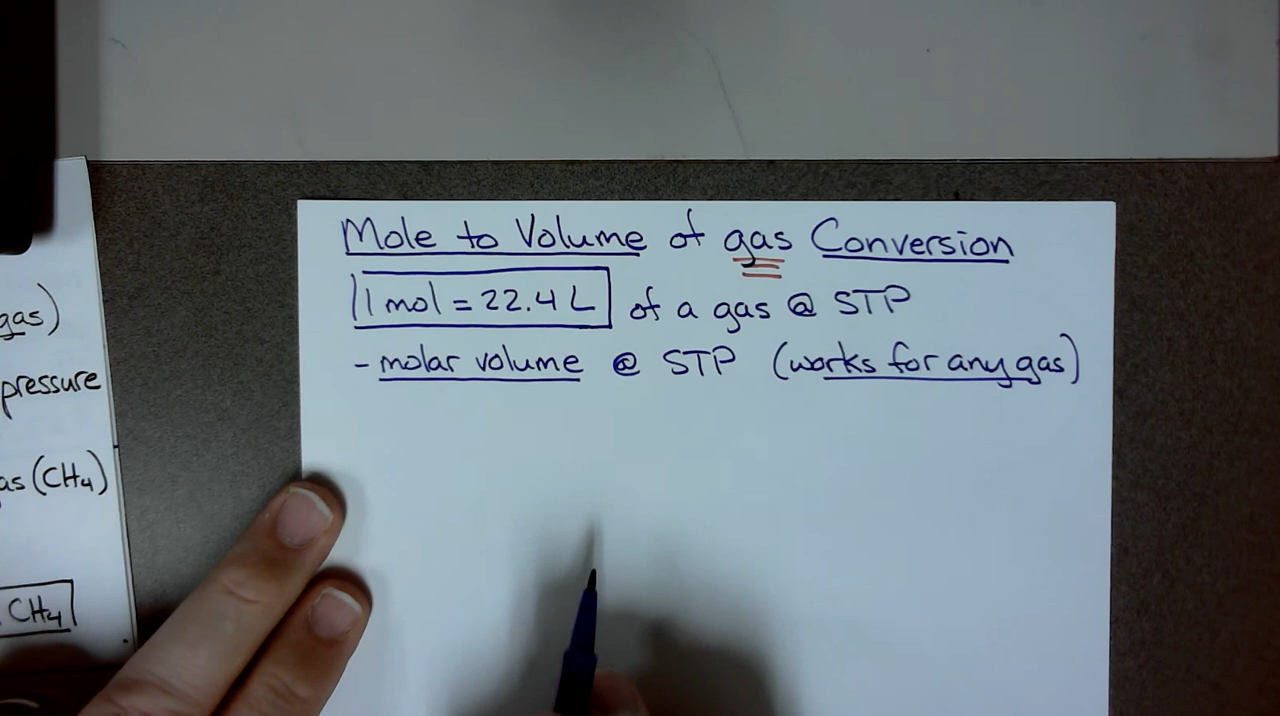 Mole to Volume of gas Conversion
1 mol = 22.4 L of a gas @ STP
- molar volume @ STP (works for any gas)
gas)
pressure
as (CH₄)
CH₄